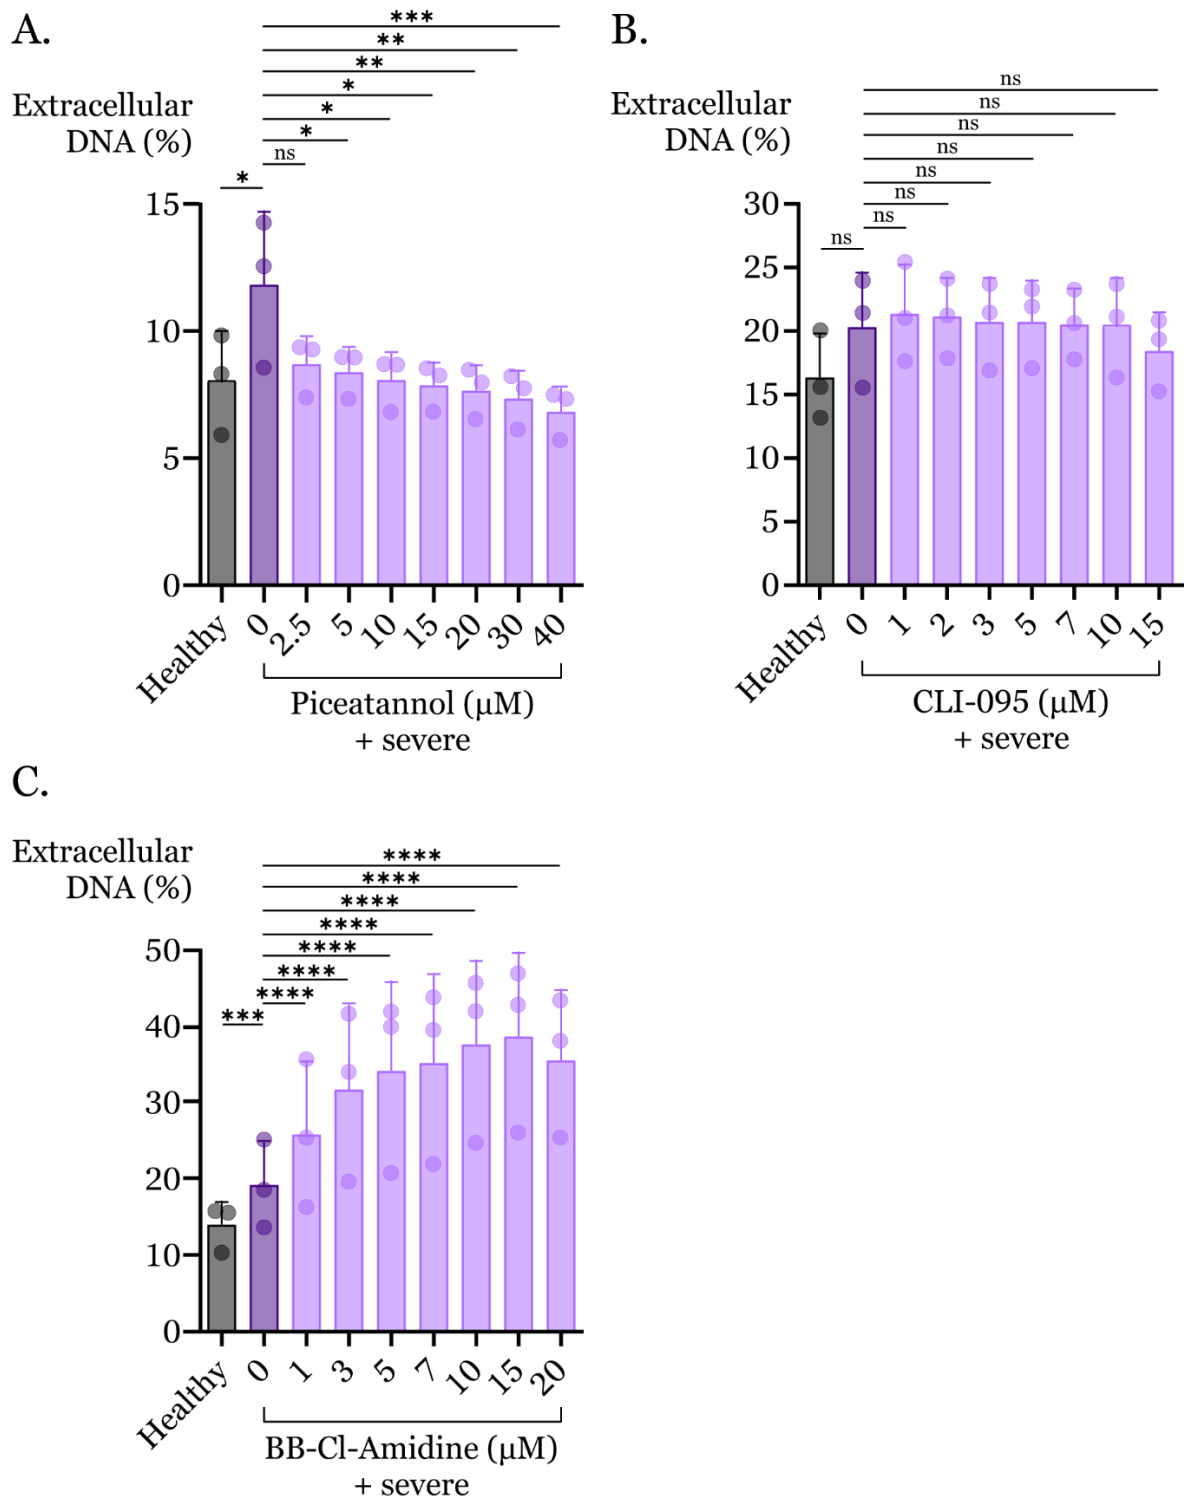 A.
Extracellular
DNA (%)
***
**
**
*
*
*
ns
*
15
10
5
0
Healthy
0
2.5
5
10
15
20
30
40
Piceatannol (μM)
+ severe
B.
Extracellular
DNA (%)
ns
ns
ns
ns
ns
ns
ns
ns
30
25
20
15
10
5
0
Healthy
0
1
2
3
5
7
10
15
CLI-095 (μM)
+ severe
C.
Extracellular
DNA (%)
****
****
****
****
****
****
****
***
50
40
30
20
10
0
Healthy
0
1
3
5
7
10
15
20
BB-Cl-Amidine (μM)
+ severe